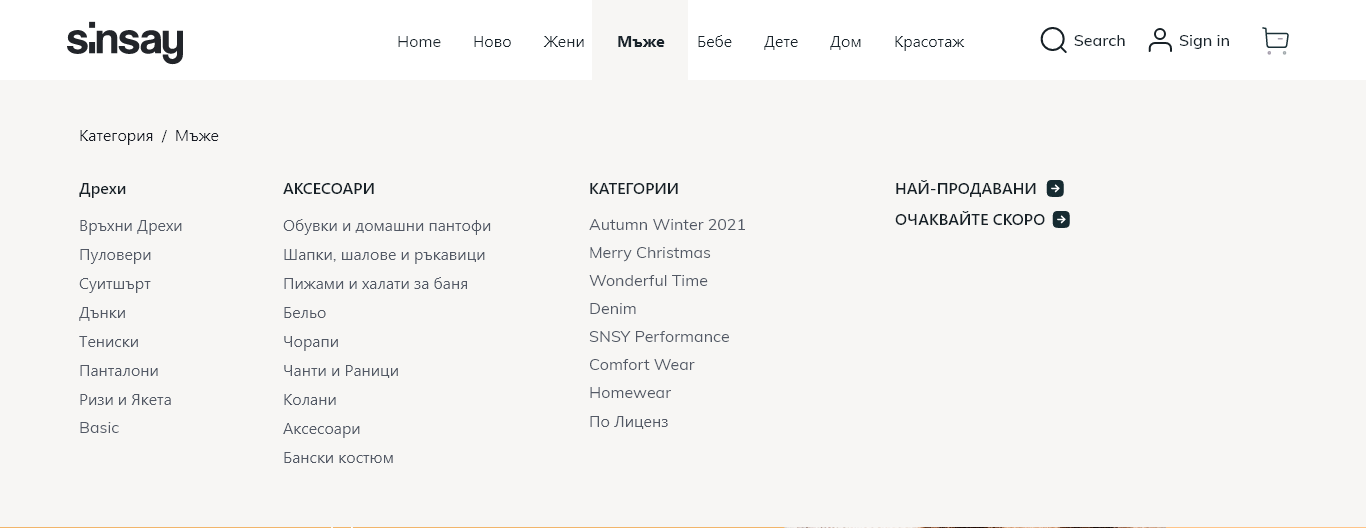 sinsay
Home Ново Жени Мъже Бебе Дете Дом Красотаж Search Sign in
Категория / Мъже
Дрехи
Връхни Дрехи
Пуловери
Суитшърт
Дънки
Тениски
Панталони
Ризи и Якета
Basic
АКСЕСОАРИ
Обувки и домашни пантофи
Шапки, шалове и ръкавици
Пижами и халати за баня
Бельо
Чорапи
Чанти и Раници
Колани
Аксесоари
Бански костюм
КАТЕГОРИИ
Autumn Winter 2021
Merry Christmas
Wonderful Time
Denim
SNSY Performance
Comfort Wear
Homewear
По Лиценз
НАЙ-ПРОДАВАНИ
ОЧАКВАЙТЕ СКОРО